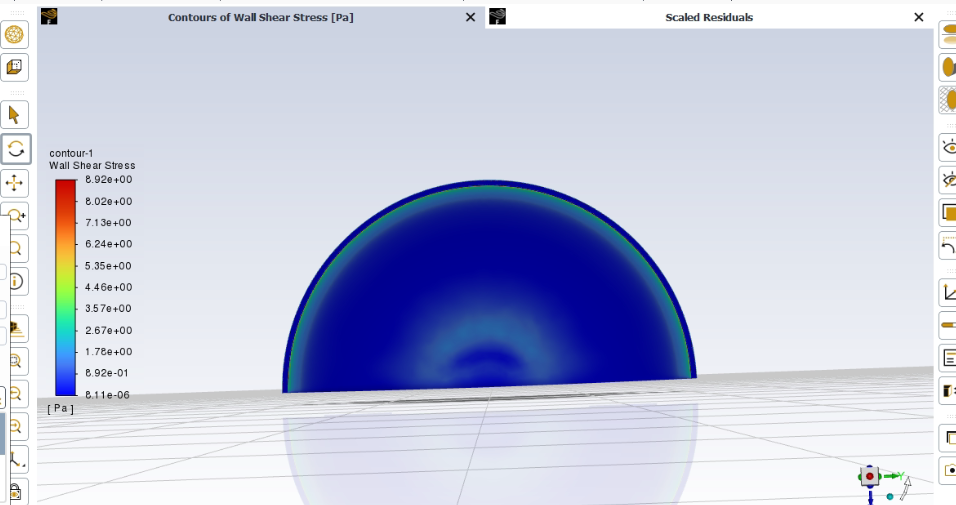 Contours of Wall Shear Stress [Pa]
Scaled Residuals
contour-1
Wall Shear Stress
8.92e+00
8.02e+00
7.13e+00
6.24e+00
5.35e+00
4.46e+00
3.57e+00
2.67e+00
1.78e+00
8.92e-01
8.11e-06
[ Pa ]
Y